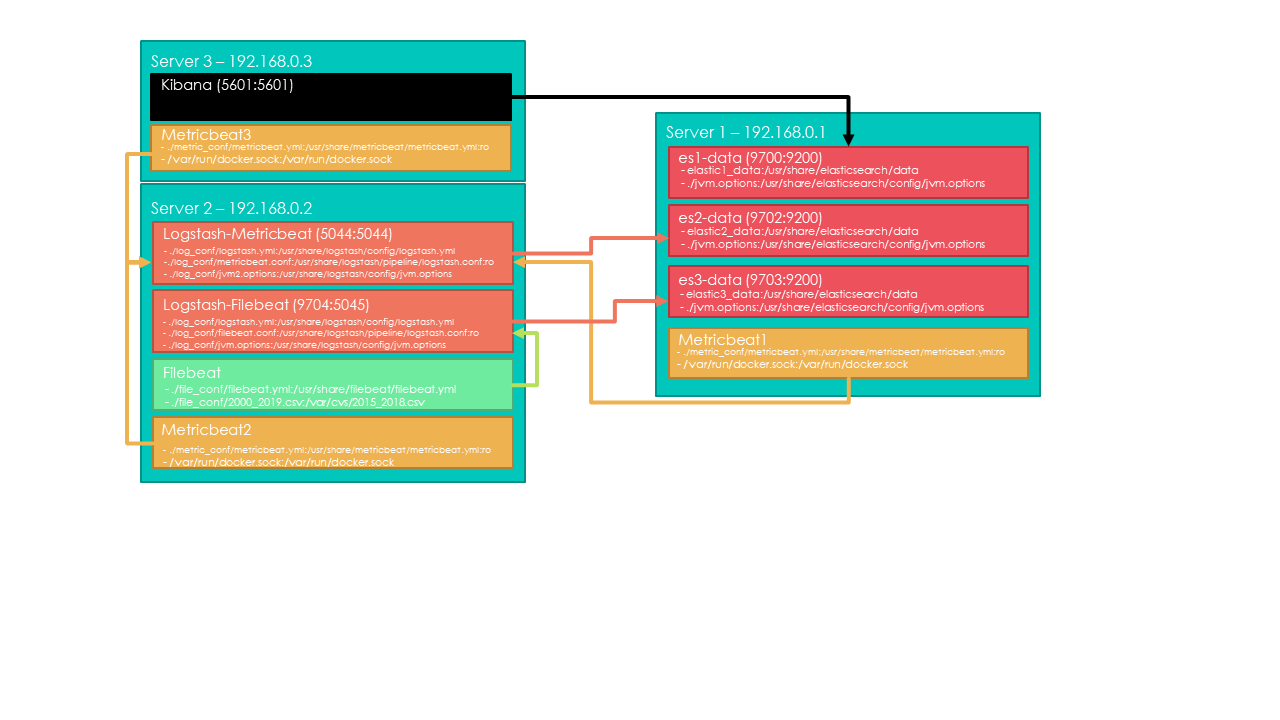 Server 3 – 192.168.0.3
Kibana (5601:5601)
Metricbeat3
- ./metric_conf/metricbeat.yml:/usr/share/metricbeat/metricbeat.yml:ro
- /var/run/docker.sock:/var/run/docker.sock
Server 2 – 192.168.0.2
Logstash-Metricbeat (5044:5044)
- ./log_conf/logstash.yml:/usr/share/logstash/config/logstash.yml
- ./log_conf/metricbeat.conf:/usr/share/logstash/pipeline/logstash.conf:ro
- ./log_conf/jvm2.options:/usr/share/logstash/config/jvm.options
Logstash-Filebeat (9704:5045)
- ./log_conf/logstash.yml:/usr/share/logstash/config/logstash.yml
- ./log_conf/filebeat.conf:/usr/share/logstash/pipeline/logstash.conf:ro
- ./log_conf/jvm.options:/usr/share/logstash/config/jvm.options
Filebeat
- ./file_conf/filebeat.yml:/usr/share/filebeat/filebeat.yml
- ./file_conf/2000_2019.csv:/var/cvs/2015_2018.csv
Metricbeat2
- ./metric_conf/metricbeat.yml:/usr/share/metricbeat/metricbeat.yml:ro
- /var/run/docker.sock:/var/run/docker.sock
Server 1 – 192.168.0.1
es1-data (9700:9200)
- elastic1_data:/usr/share/elasticsearch/data
- ./jvm.options:/usr/share/elasticsearch/config/jvm.options
es2-data (9702:9200)
- elastic2_data:/usr/share/elasticsearch/data
- ./jvm.options:/usr/share/elasticsearch/config/jvm.options
es3-data (9703:9200)
- elastic3_data:/usr/share/elasticsearch/data
- ./jvm.options:/usr/share/elasticsearch/config/jvm.options
Metricbeat1
- ./metric_conf/metricbeat.yml:/usr/share/metricbeat/metricbeat.yml:ro
- /var/run/docker.sock:/var/run/docker.sock